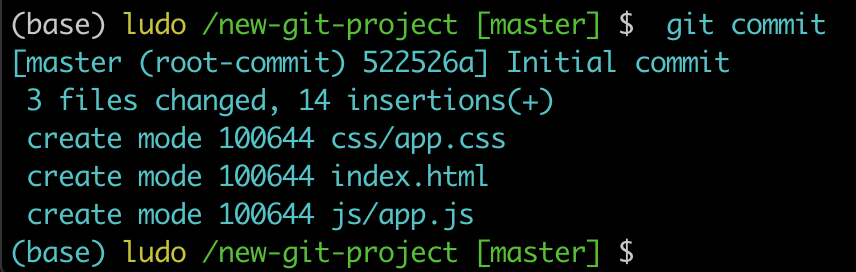 (base) ludo /new-git-project [master] $  git commit
[master (root-commit) 522526a] Initial commit
 3 files changed, 14 insertions(+)
 create mode 100644 css/app.css
 create mode 100644 index.html
 create mode 100644 js/app.js
(base) ludo /new-git-project [master] $